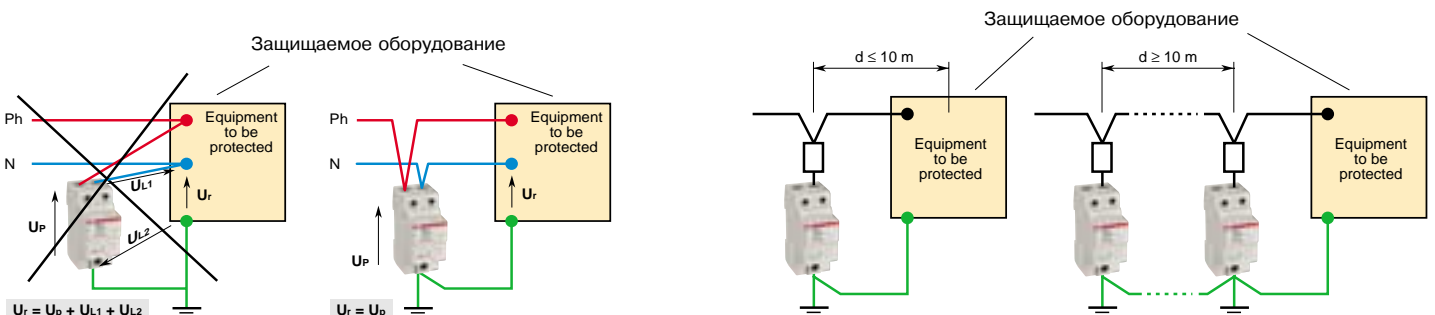 Защищаемое оборудование
Защищаемое оборудование
d ≤ 10 m
d ≥ 10 m
Ph
Equipment
to be
protected
N
UL1
Ur
UP
UL2
Ur = Up + UL1 + UL2
Ph
Equipment
to be
protected
N
Ur
UP
Ur = Up
Equipment
to be
protected
Equipment
to be
protected